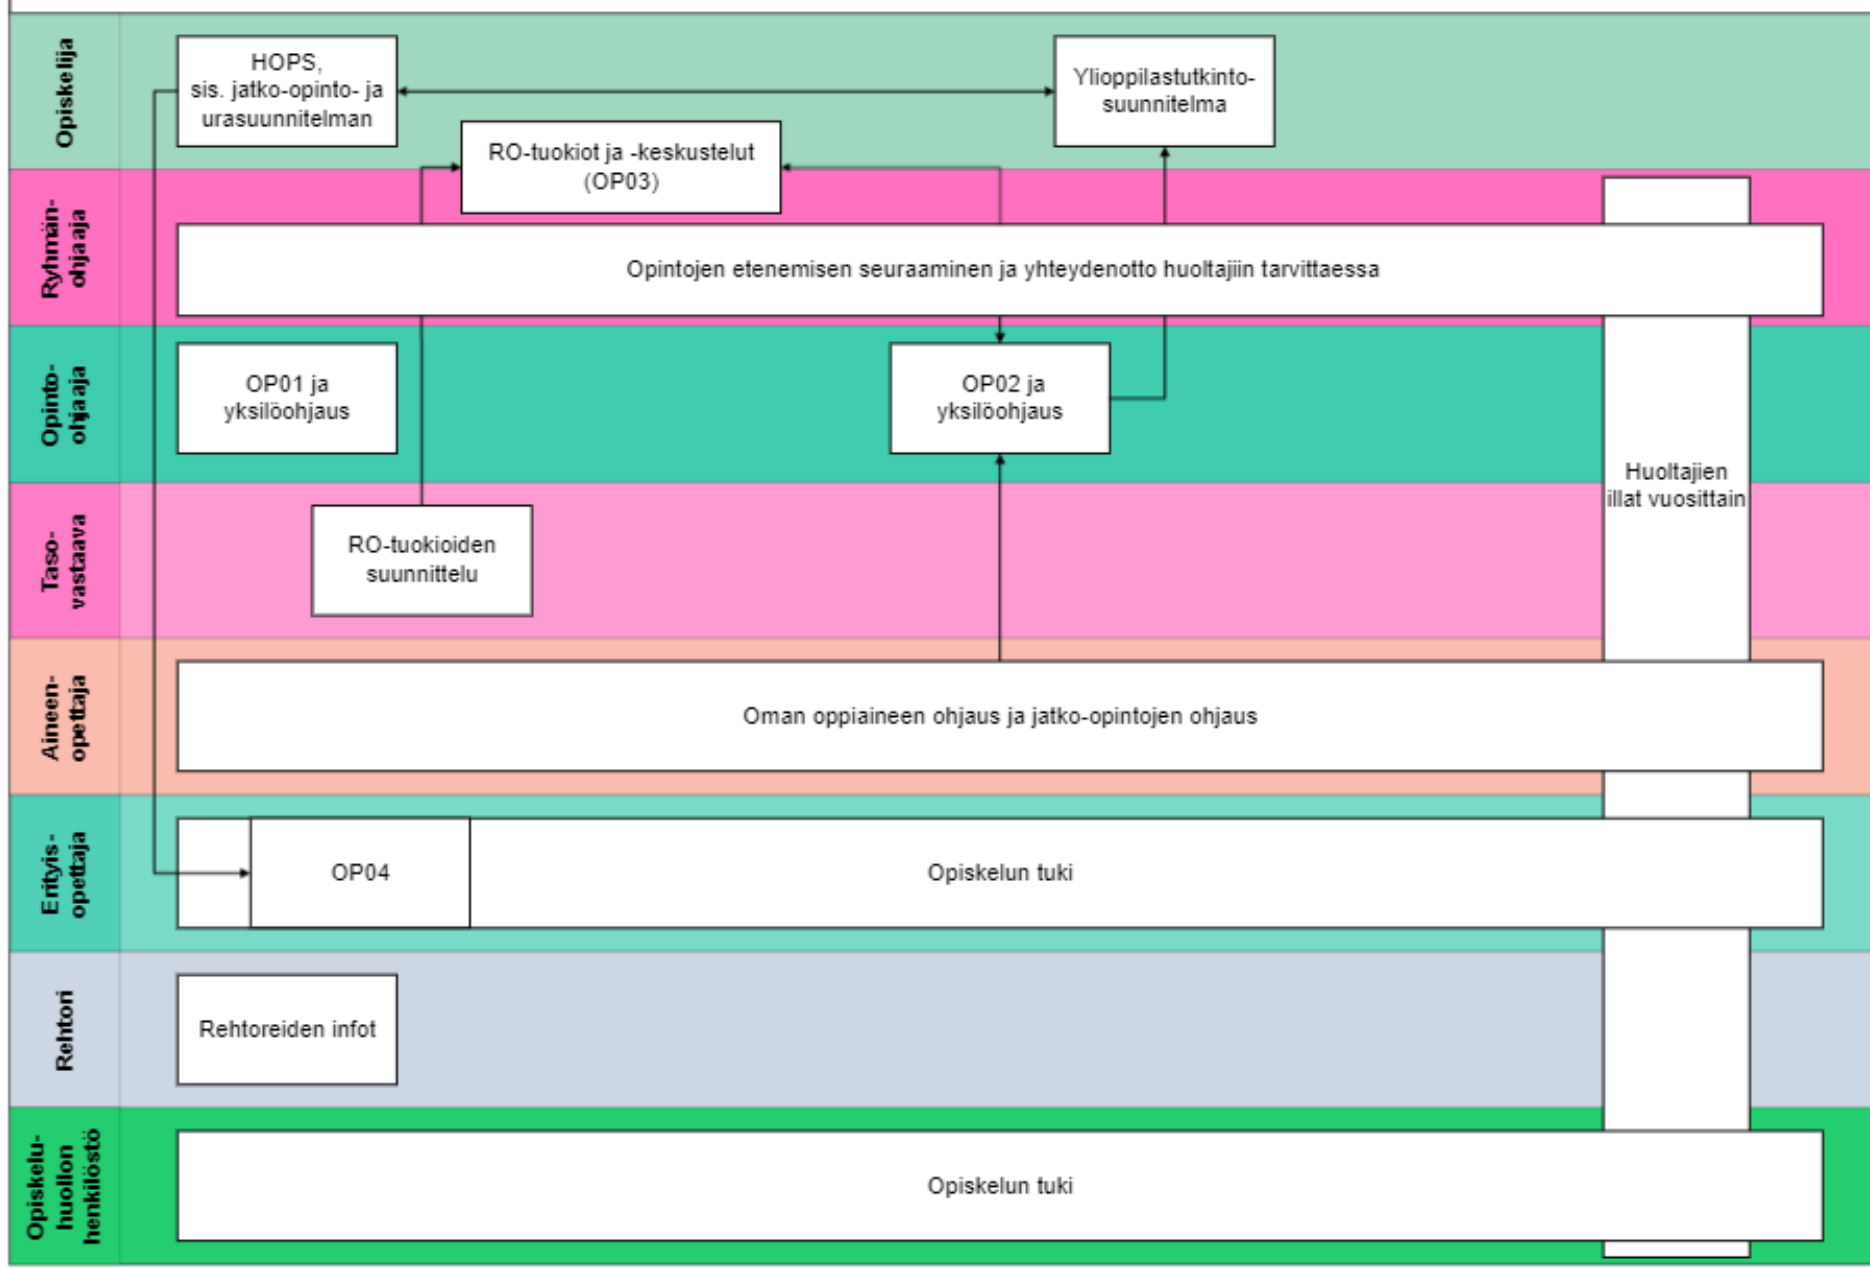 Opiskelija
HOPS,
sis. jatko-opinto- ja
urasuunnitelman
Ylioppilastutkinto-
suunnitelma
RO-tuokiot ja -keskustelut
(OP03)
Ryhmän-
ohjaaja
Opintojen etenemisen seuraaminen ja yhteydenotto huoltajiin tarvittaessa
Opinto-
ohjaaja
OP01 ja
yksilöohjaus
OP02 ja
yksilöohjaus
Huoltajien
illat vuosittain
Taso-
vastaava
RO-tuokioiden
suunnittelu
Aineen-
opettaja
Oman oppiaineen ohjaus ja jatko-opintojen ohjaus
Erityis-
opettaja
OP04
Opiskelun tuki
Rehtori
Rehtoreiden infot
Opiskelu-
huollon
henkilöstö
Opiskelun tuki